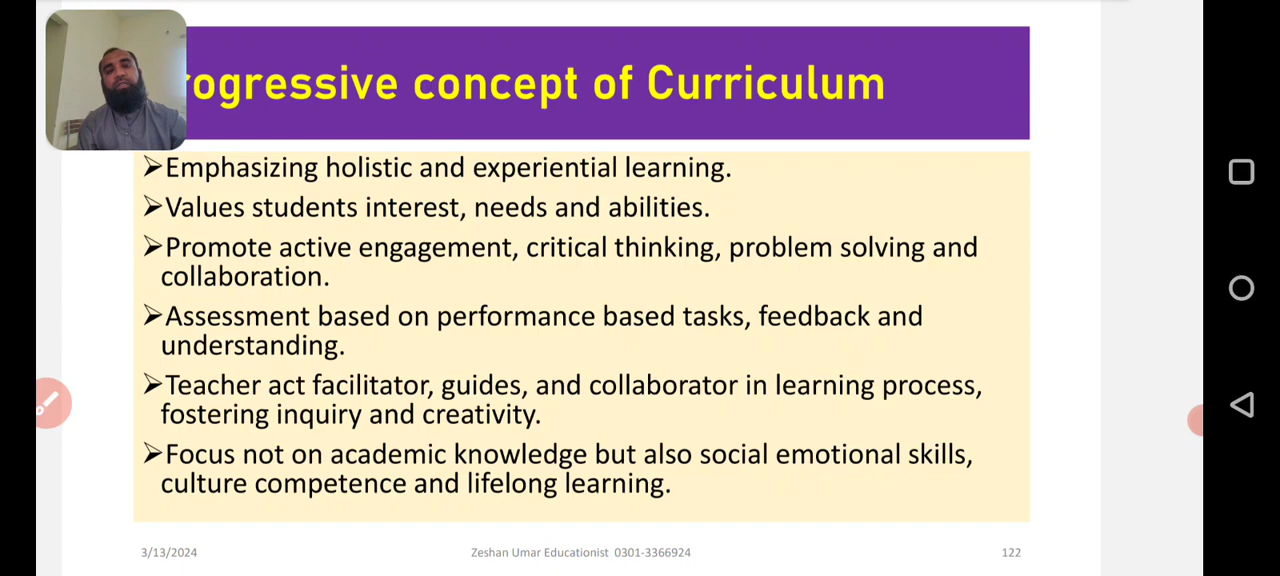 rogressive concept of Curriculum
➢Emphasizing holistic and experiential learning.
➢Values students interest, needs and abilities.
➢Promote active engagement, critical thinking, problem solving and
collaboration.
➢Assessment based on performance based tasks, feedback and
understanding.
➢Teacher act facilitator, guides, and collaborator in learning process,
fostering inquiry and creativity.
➢Focus not on academic knowledge but also social emotional skills,
culture competence and lifelong learning.
3/13/2024 Zeshan Umar Educationist 0301-3366924 122